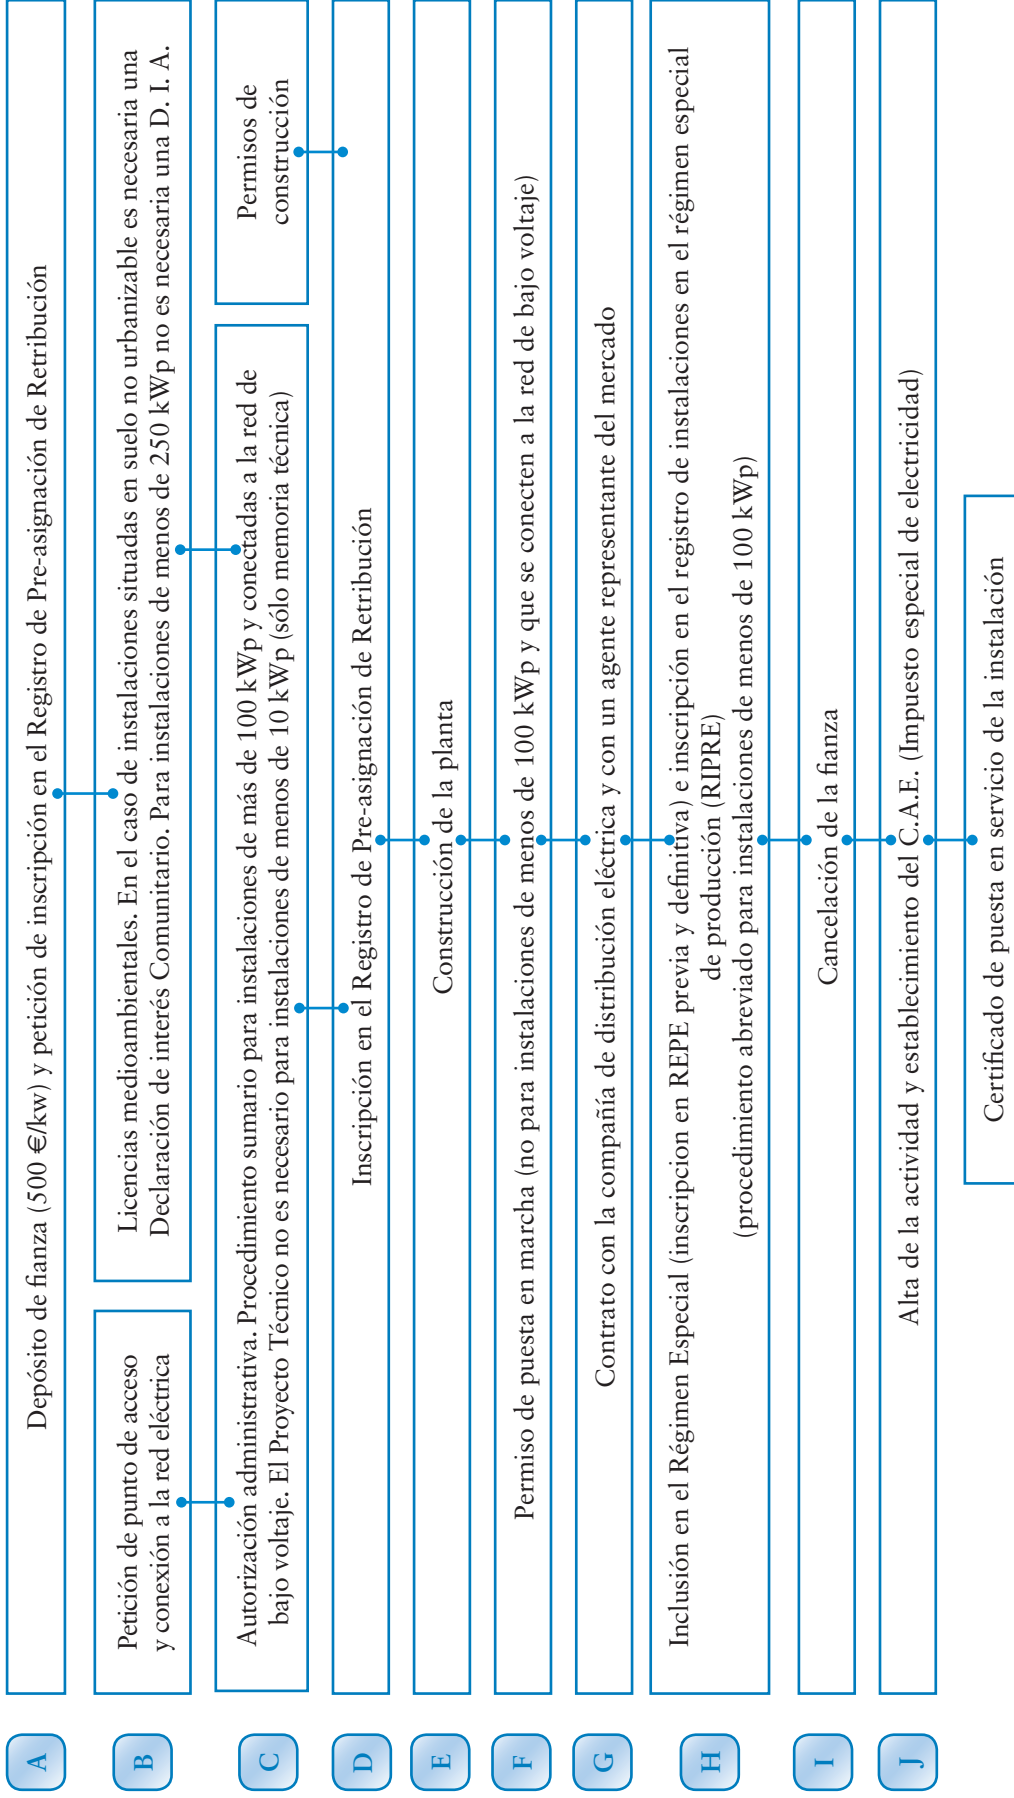 A
Depósito de fianza (500 €/kw) y petición de inscripción en el Registro de Pre-asignación de Retribución
B
Petición de punto de acceso
y conexión a la red eléctrica
Licencias medioambientales. En el caso de instalaciones situadas en suelo no urbanizable es necesaria una
Declaración de interés Comunitario. Para instalaciones de menos de 250 kWp no es necesaria una D. I. A.
C
Autorización administrativa. Procedimiento sumario para instalaciones de más de 100 kWp y conectadas a la red de
bajo voltaje. El Proyecto Técnico no es necesario para instalaciones de menos de 10 kWp (sólo memoria técnica)
Permisos de
construcción
D
Inscripción en el Registro de Pre-asignación de Retribución
E
Construcción de la planta
F
Permiso de puesta en marcha (no para instalaciones de menos de 100 kWp y que se conecten a la red de bajo voltaje)
G
Contrato con la compañía de distribución eléctrica y con un agente representante del mercado
H
Inclusión en el Régimen Especial (inscripcion en REPE previa y definitiva) e inscripción en el registro de instalaciones en el régimen especial
de producción (RIPRE)
(procedimiento abreviado para instalaciones de menos de 100 kWp)
I
Cancelación de la fianza
J
Alta de la actividad y establecimiento del C.A.E. (Impuesto especial de electricidad)
Certificado de puesta en servicio de la instalación